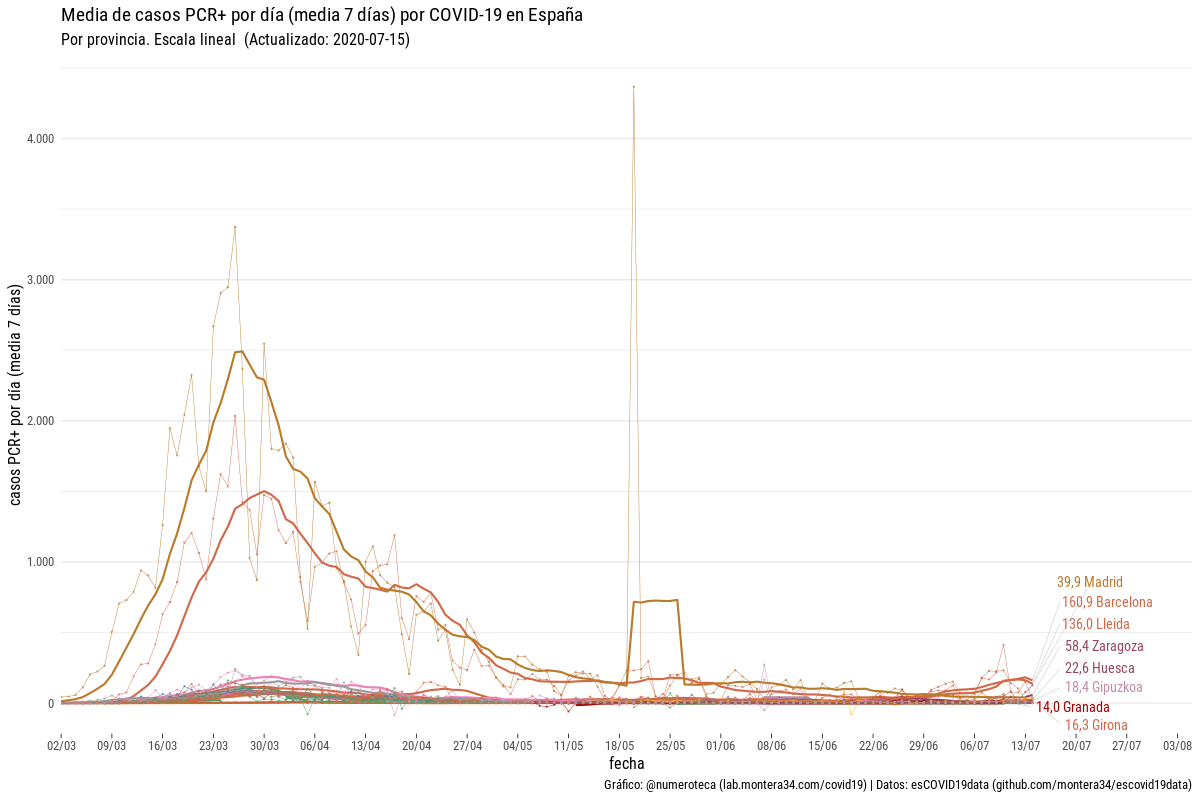 Media de casos PCR+ por día (media 7 días) por COVID-19 en España
Por provincia. Escala lineal (Actualizado: 2020-07-15)
casos PCR+ por día (media 7 días)
4.000
3.000
2.000
1.000
0
39,9 Madrid
160,9 Barcelona
136,0 Lleida
58,4 Zaragoza
22,6 Huesca
18,4 Gipuzkoa
14,0 Granada
16,3 Girona
02/03 09/03 16/03 23/03 30/03 06/04 13/04 20/04 27/04 04/05 11/05 18/05 25/05 01/06 08/06 15/06 22/06 29/06 06/07 13/07 20/07 27/07 03/08
fecha
Gráfico: @numeroteca (lab.montera34.com/covid19) | Datos: esCOVID19data (github.com/montera34/escovid19data)